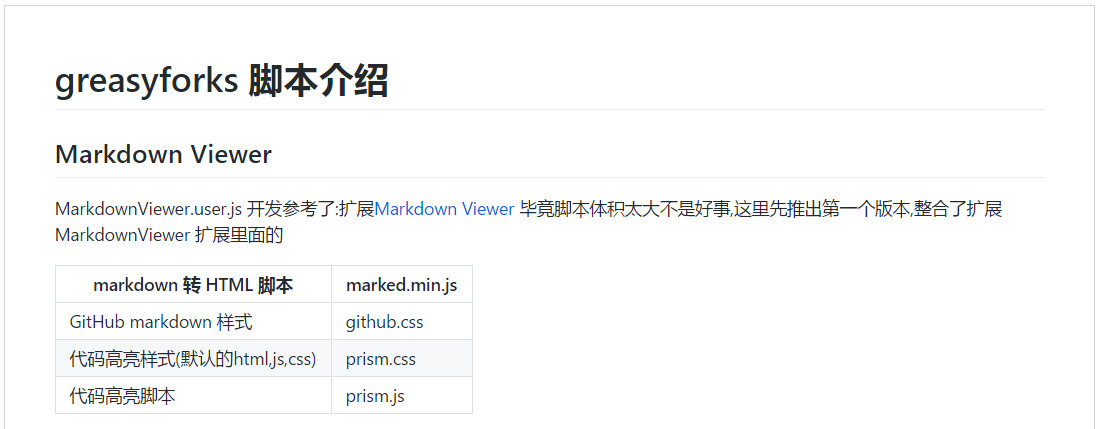 greasyforks 脚本介绍
Markdown Viewer
MarkdownViewer.user.js 开发参考了:扩展Markdown Viewer 毕竟脚本体积太大不是好事,这里先推出第一个版本,整合了扩展
MarkdownViewer 扩展里面的
markdown 转 HTML 脚本 marked.min.js
GitHub markdown 样式 github.css
代码高亮样式(默认的html,js,css) prism.css
代码高亮脚本 prism.js